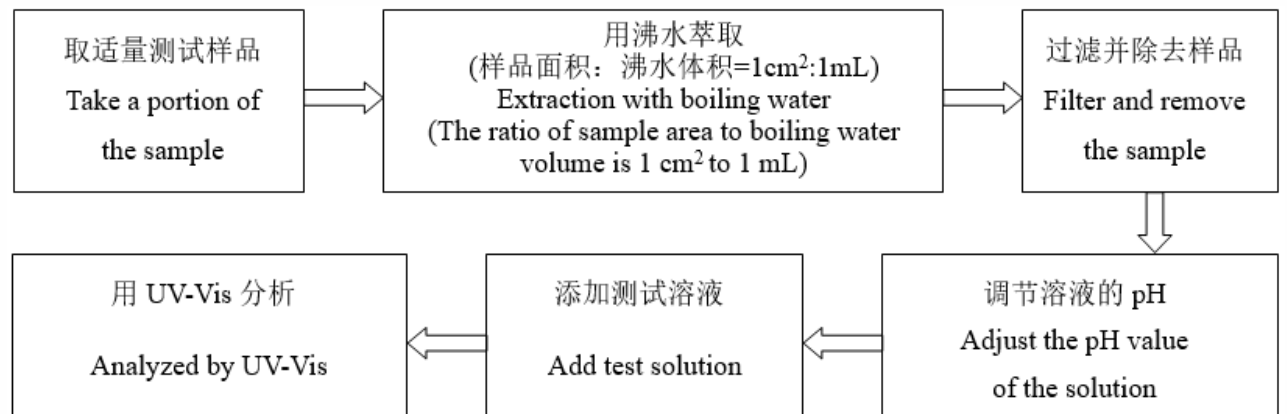 取适量测试样品
Take a portion of
the sample
用沸水萃取
(样品面积：沸水体积=1cm²:1mL)
Extraction with boiling water
(The ratio of sample area to boiling water
volume is 1 cm² to 1 mL)
过滤并除去样品
Filter and remove
the sample
调节溶液的 pH
Adjust the pH value
of the solution
添加测试溶液
Add test solution
用 UV-Vis 分析
Analyzed by UV-Vis